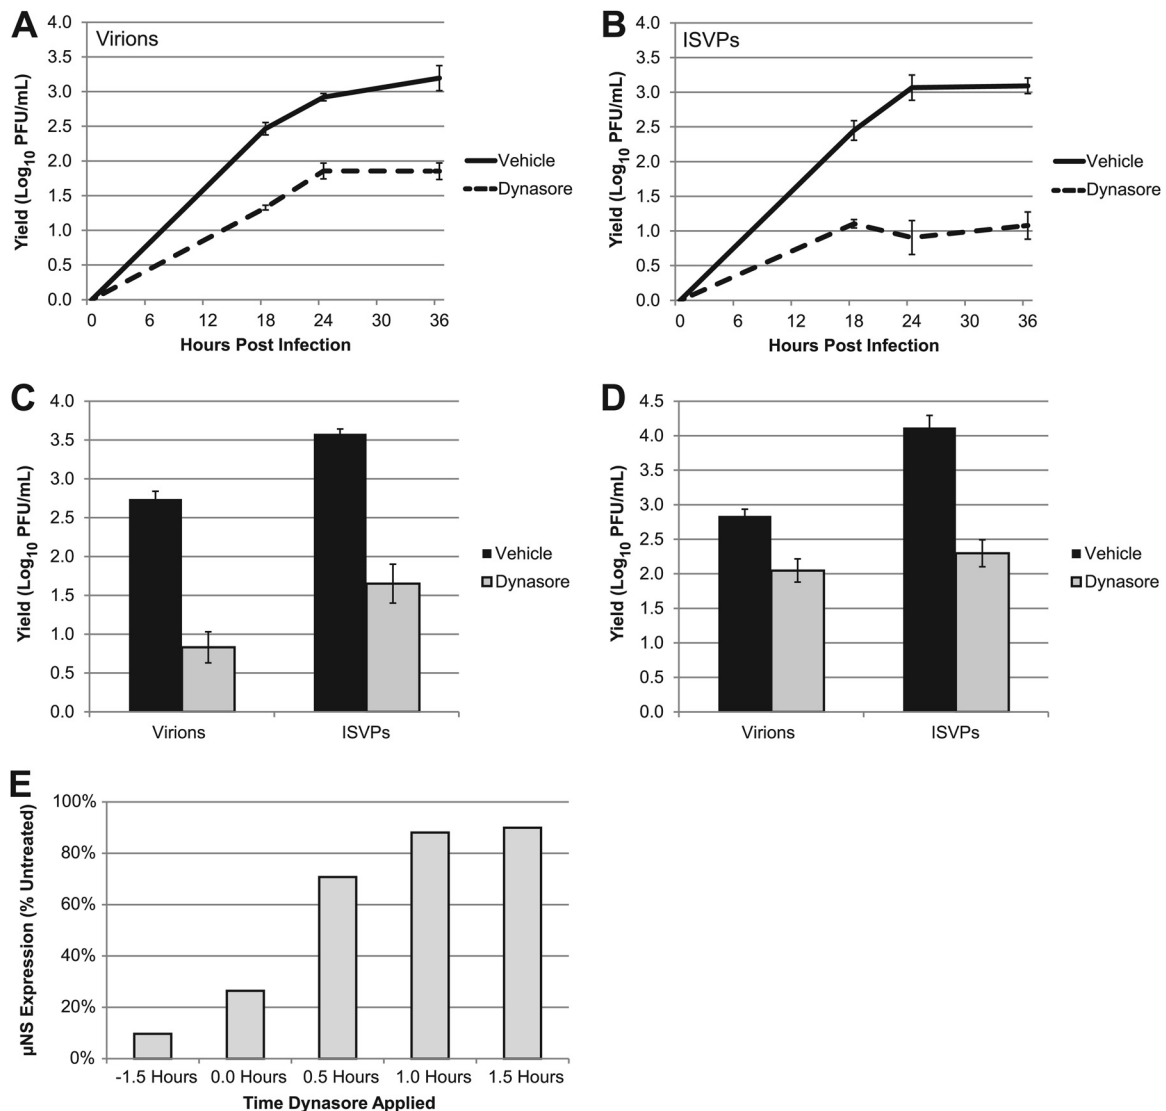 A
Virions
Yield (Log10 PFU/mL)
4.0
3.5
3.0
2.5
2.0
1.5
1.0
0.5
0.0
0 6 12 18 24 30 36
Hours Post Infection
Vehicle
Dynasore
B
ISVPs
Yield (Log10 PFU/mL)
4.0
3.5
3.0
2.5
2.0
1.5
1.0
0.5
0.0
0 6 12 18 24 30 36
Hours Post Infection
Vehicle
Dynasore
C
Yield (Log10 PFU/mL)
4.0
3.5
3.0
2.5
2.0
1.5
1.0
0.5
0.0
Virions ISVPs
Vehicle
Dynasore
D
Yield (Log10 PFU/mL)
4.5
4.0
3.5
3.0
2.5
2.0
1.5
1.0
0.5
0.0
Virions ISVPs
Vehicle
Dynasore
E
µNS Expression (% Untreated)
100%
80%
60%
40%
20%
0%
-1.5 Hours 0.0 Hours 0.5 Hours 1.0 Hours 1.5 Hours
Time Dynasore Applied